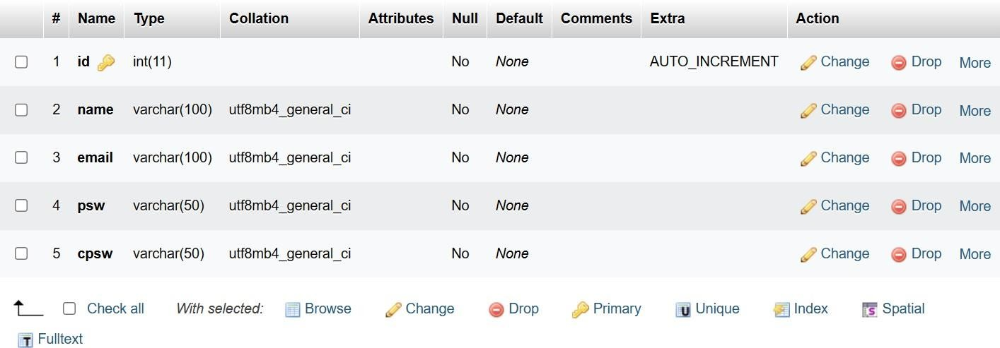 # Name Type Collation Attributes Null Default Comments Extra Action
1 id int(11) No None AUTO_INCREMENT Change Drop More
2 name varchar(100) utf8mb4_general_ci No None Change Drop More
3 email varchar(100) utf8mb4_general_ci No None Change Drop More
4 psw varchar(50) utf8mb4_general_ci No None Change Drop More
5 cpsw varchar(50) utf8mb4_general_ci No None Change Drop More
Check all With selected: Browse Change Drop Primary U Unique Index S Spatial
T Fulltext